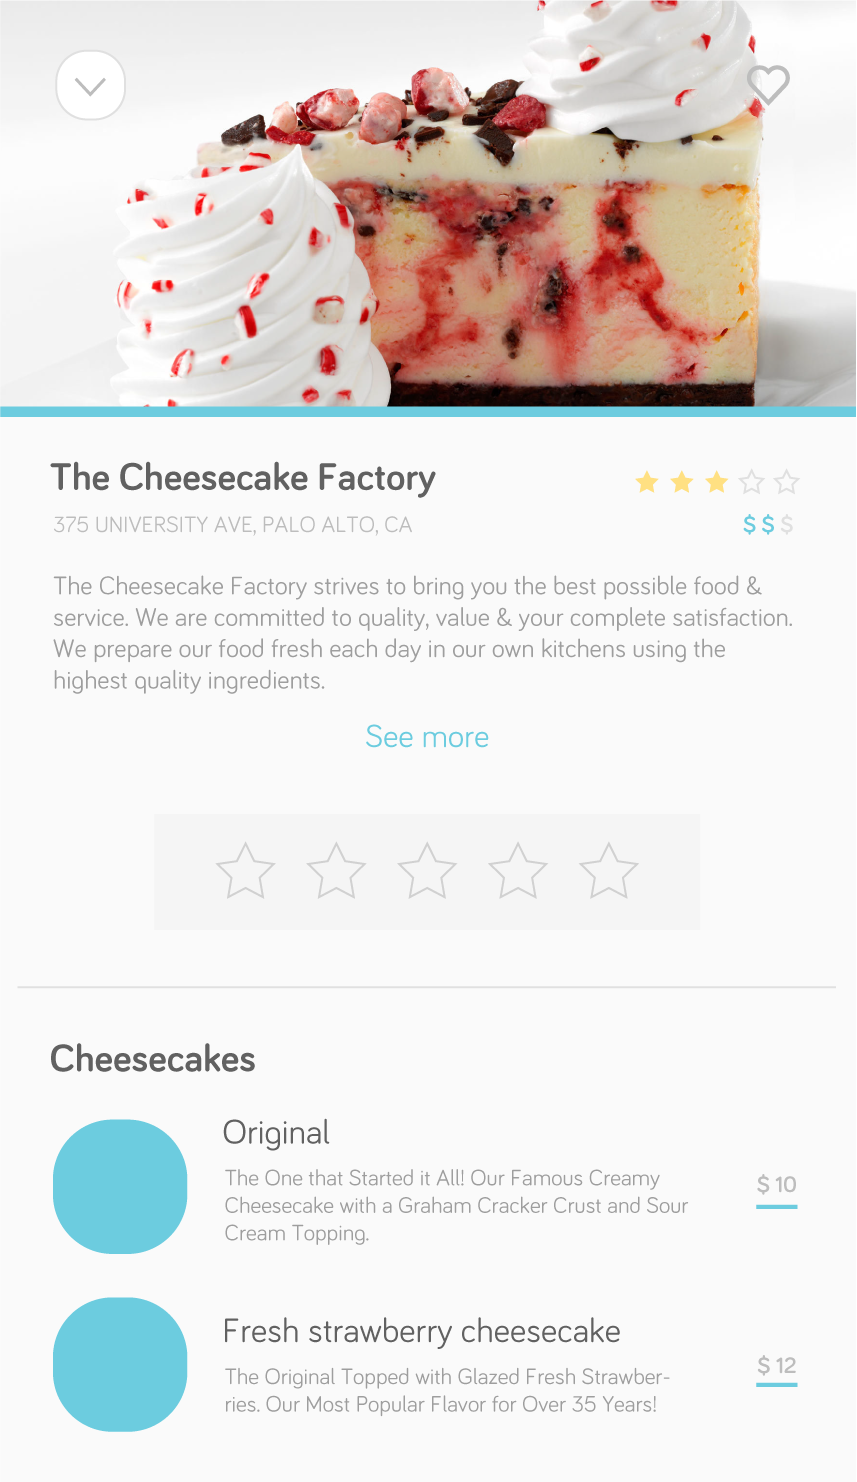 The Cheesecake Factory
375 UNIVERSITY AVE, PALO ALTO, CA
$ $ $
The Cheesecake Factory strives to bring you the best possible food &
service. We are committed to quality, value & your complete satisfaction.
We prepare our food fresh each day in our own kitchens using the
highest quality ingredients.
See more
Cheesecakes
Original
The One that Started it All! Our Famous Creamy
Cheesecake with a Graham Cracker Crust and Sour
Cream Topping.
$ 10
Fresh strawberry cheesecake
The Original Topped with Glazed Fresh Strawber-
ries. Our Most Popular Flavor for Over 35 Years!
$ 12